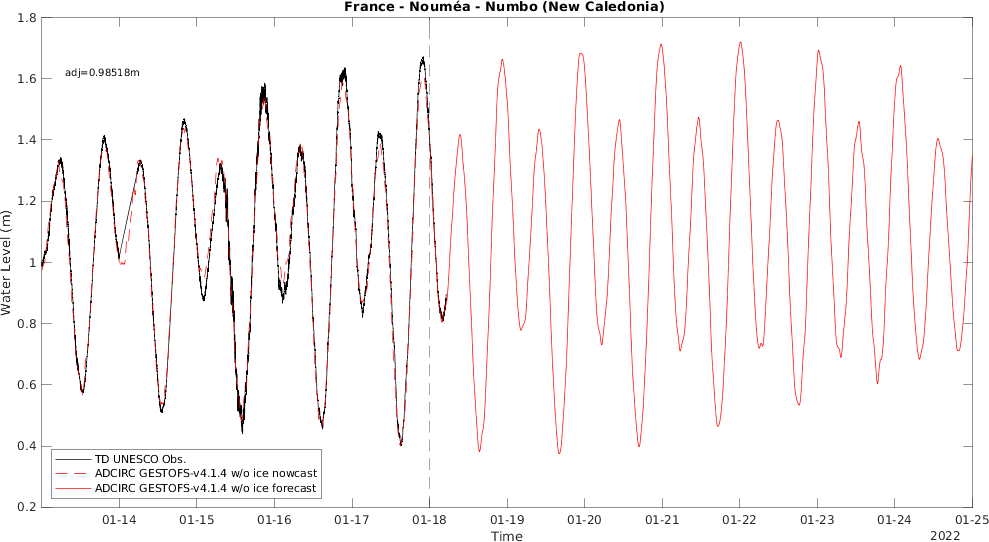 France - Nouméa - Numbo (New Caledonia)
1.8
1.6
1.4
1.2
1
0.8
0.6
0.4
0.2
Water Level (m)
adj=0.98518m
TD UNESCO Obs.
ADCIRC GESTOFS-v4.1.4 w/o ice nowcast
ADCIRC GESTOFS-v4.1.4 w/o ice forecast
01-14 01-15 01-16 01-17 01-18 01-19 01-20 01-21 01-22 01-23 01-24 01-25
Time
2022